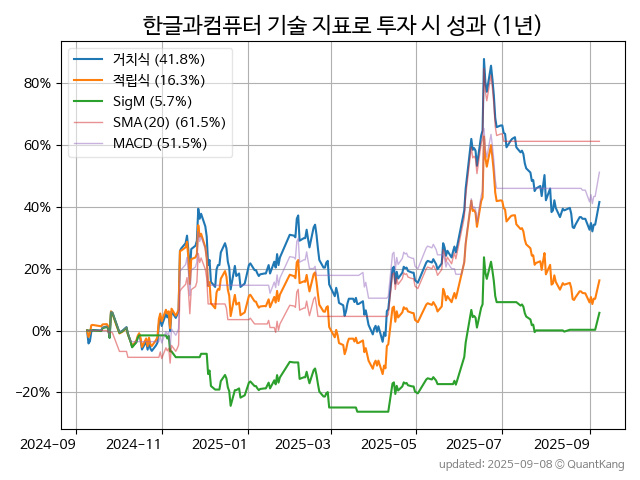 한글과컴퓨터 기술 지표로 투자 시 성과 (1년)
거치식 (41.8%)
적립식 (16.3%)
SigM (5.7%)
SMA(20) (61.5%)
MACD (51.5%)
80%
60%
40%
20%
0%
−20%
2024-09 2024-11 2025-01 2025-03 2025-05 2025-07 2025-09
updated: 2025-09-08 © QuantKang